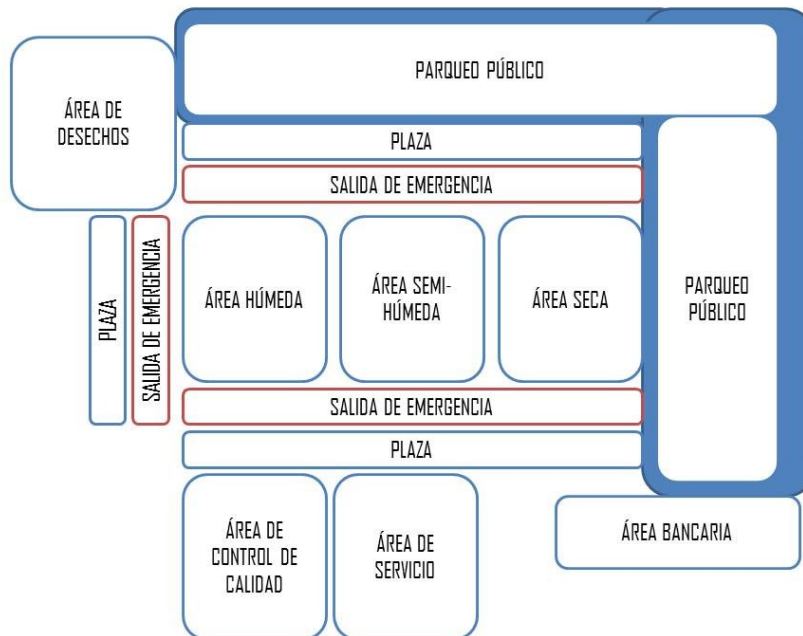 PARQUEO PÚBLICO
ÁREA DE
DESECHOS
PLAZA
SALIDA DE EMERGENCIA
PLAZA
SALIDA DE EMERGENCIA
ÁREA HÚMEDA
ÁREA SEMI-
HÚMEDA
ÁREA SECA
PARQUEO
PÚBLICO
SALIDA DE EMERGENCIA
PLAZA
ÁREA DE
CONTROL DE
CALIDAD
ÁREA DE
SERVICIO
ÁREA BANCARIA